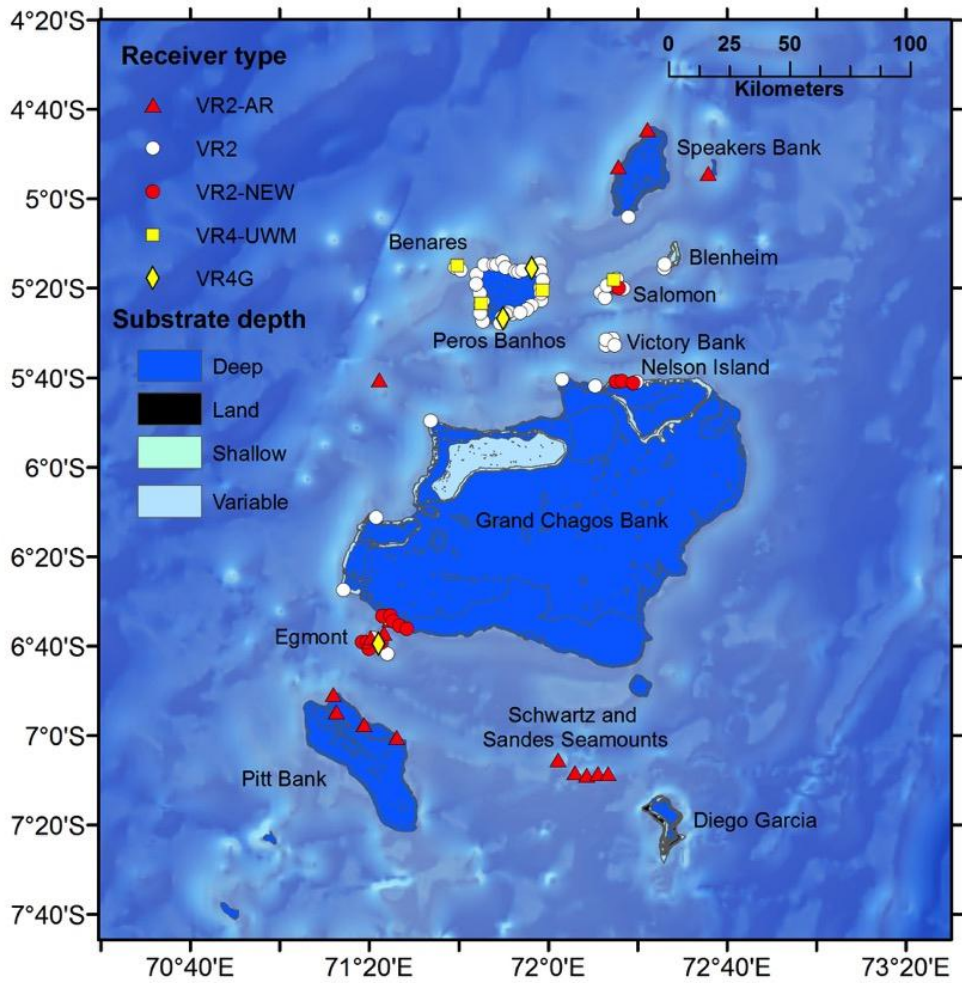 4°20'S
4°40'S
5°0'S
5°20'S
5°40'S
6°0'S
6°20'S
6°40'S
7°0'S
7°20'S
7°40'S
70°40'E
71°20'E
72°0'E
72°40'E
73°20'E
0 25 50 100
Kilometers
Receiver type
VR2-AR
VR2
VR2-NEW
VR4-UWM
VR4G
Substrate depth
Deep
Land
Shallow
Variable
Speakers Bank
Benares
Blenheim
Salomon
Peros Banhos
Victory Bank
Nelson Island
Grand Chagos Bank
Egmont
Schwartz and
Sandes Seamounts
Pitt Bank
Diego Garcia